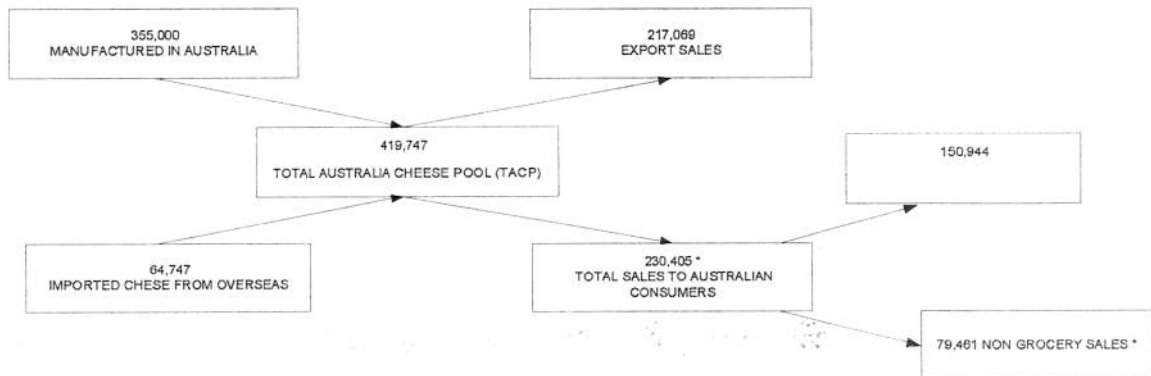 355,000
MANUFACTURED IN AUSTRALIA
217,069
EXPORT SALES
419,747
TOTAL AUSTRALIA CHEESE POOL (TACP)
150,944
64,747
IMPORTED CHESE FROM OVERSEAS
230,405 *
TOTAL SALES TO AUSTRALIAN
CONSUMERS
79,461 NON GROCERY SALES *